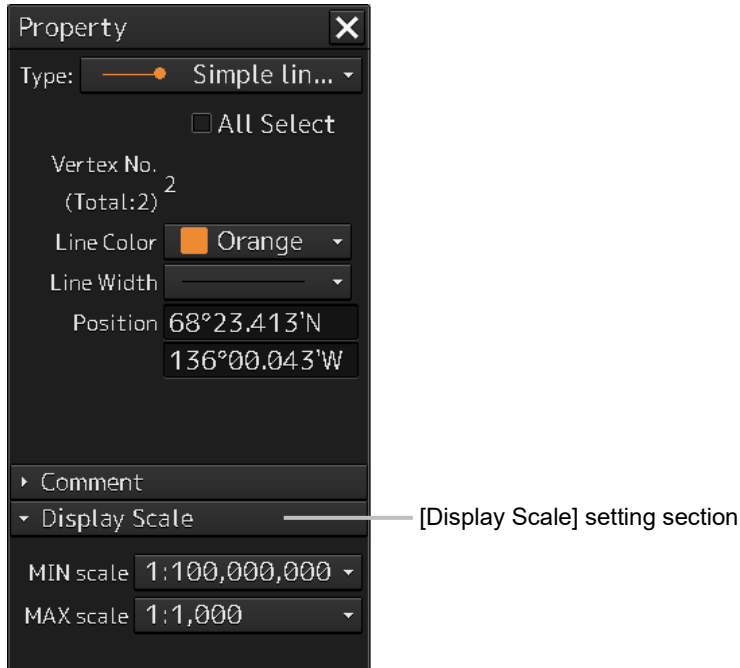 Property
Type: Simple lin...
All Select
Vertex No.
(Total:2) 2
Line Color Orange
Line Width
Position 68°23.413'N
136°00.043'W
Comment
Display Scale
[Display Scale] setting section
MIN scale 1:100,000,000
MAX scale 1:1,000